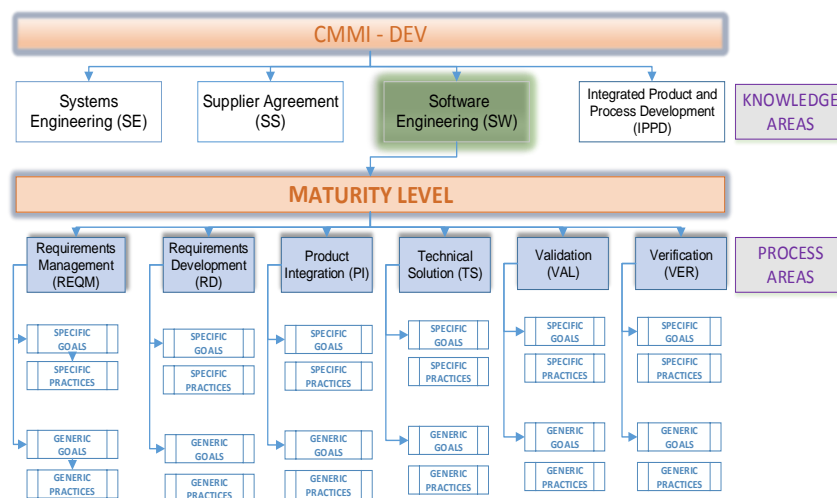 CMMI - DEV
Systems
Engineering (SE)
Supplier Agreement
(SS)
Software
Engineering (SW)
Integrated Product and
Process Development
(IPPD)
KNOWLEDGE
AREAS
MATURITY LEVEL
Requirements
Management
(REQM)
Requirements
Development
(RD)
Product
Integration (PI)
Technical
Solution (TS)
Validation
(VAL)
Verification
(VER)
PROCESS
AREAS
SPECIFIC
GOALS
SPECIFIC
PRACTICES
GENERIC
GOALS
GENERIC
PRACTICES
SPECIFIC
GOALS
SPECIFIC
PRACTICES
GENERIC
GOALS
GENERIC
PRACTICES
SPECIFIC
GOALS
SPECIFIC
PRACTICES
GENERIC
GOALS
GENERIC
PRACTICES
SPECIFIC
GOALS
SPECIFIC
PRACTICES
GENERIC
GOALS
GENERIC
PRACTICES
SPECIFIC
GOALS
SPECIFIC
PRACTICES
GENERIC
GOALS
GENERIC
PRACTICES
SPECIFIC
GOALS
SPECIFIC
PRACTICES
GENERIC
GOALS
GENERIC
PRACTICES